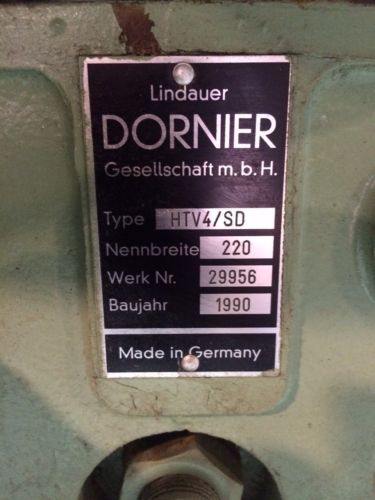 Lindauer
DORNIER
Gesellschaft m.b.H.
Type HTV4/SD
Nennbreite 220
Werk Nr. 29956
Baujahr 1990
Made in Germany